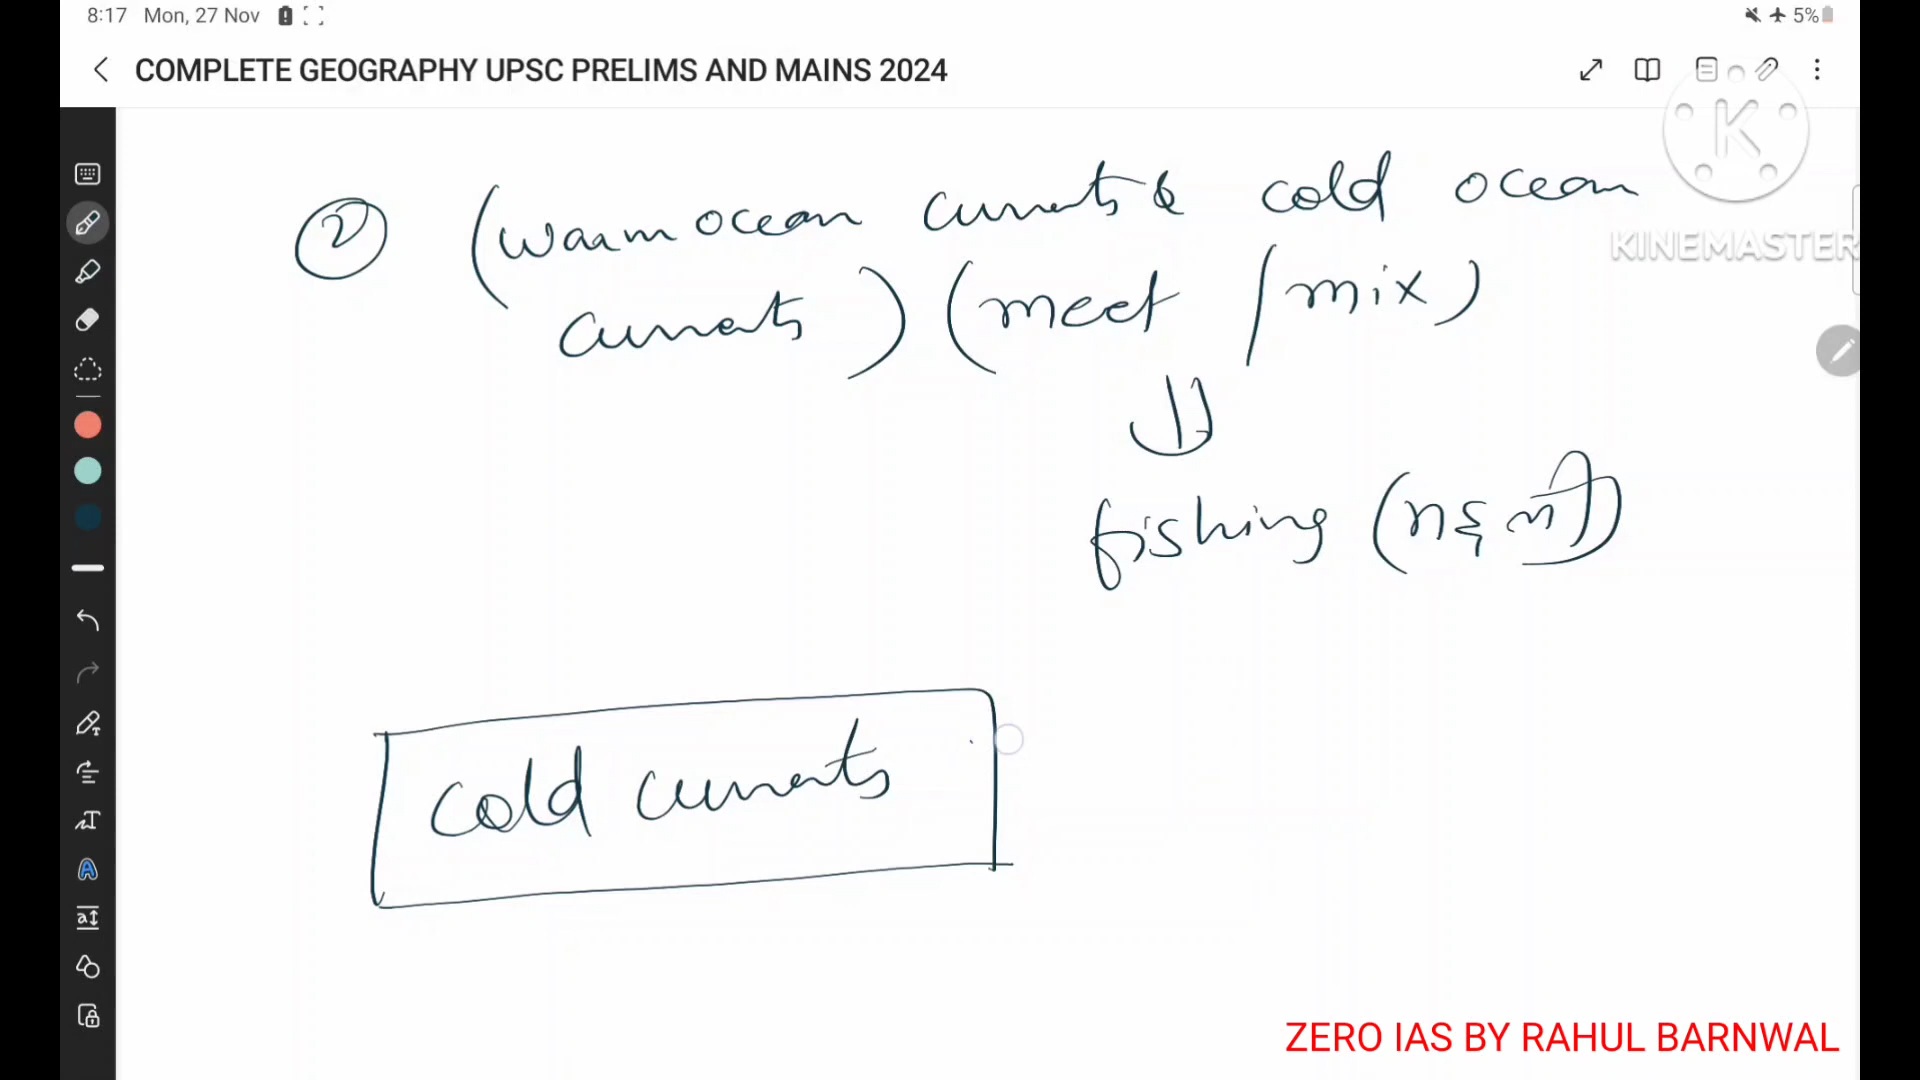 8:17 Mon, 27 Nov 5%
COMPLETE GEOGRAPHY UPSC PRELIMS AND MAINS 2024
K
KINEMASTER
② (warm ocean currents & cold ocean
currents) (meet / mix)
fishing
cold currents
ZERO IAS BY RAHUL BARNWAL